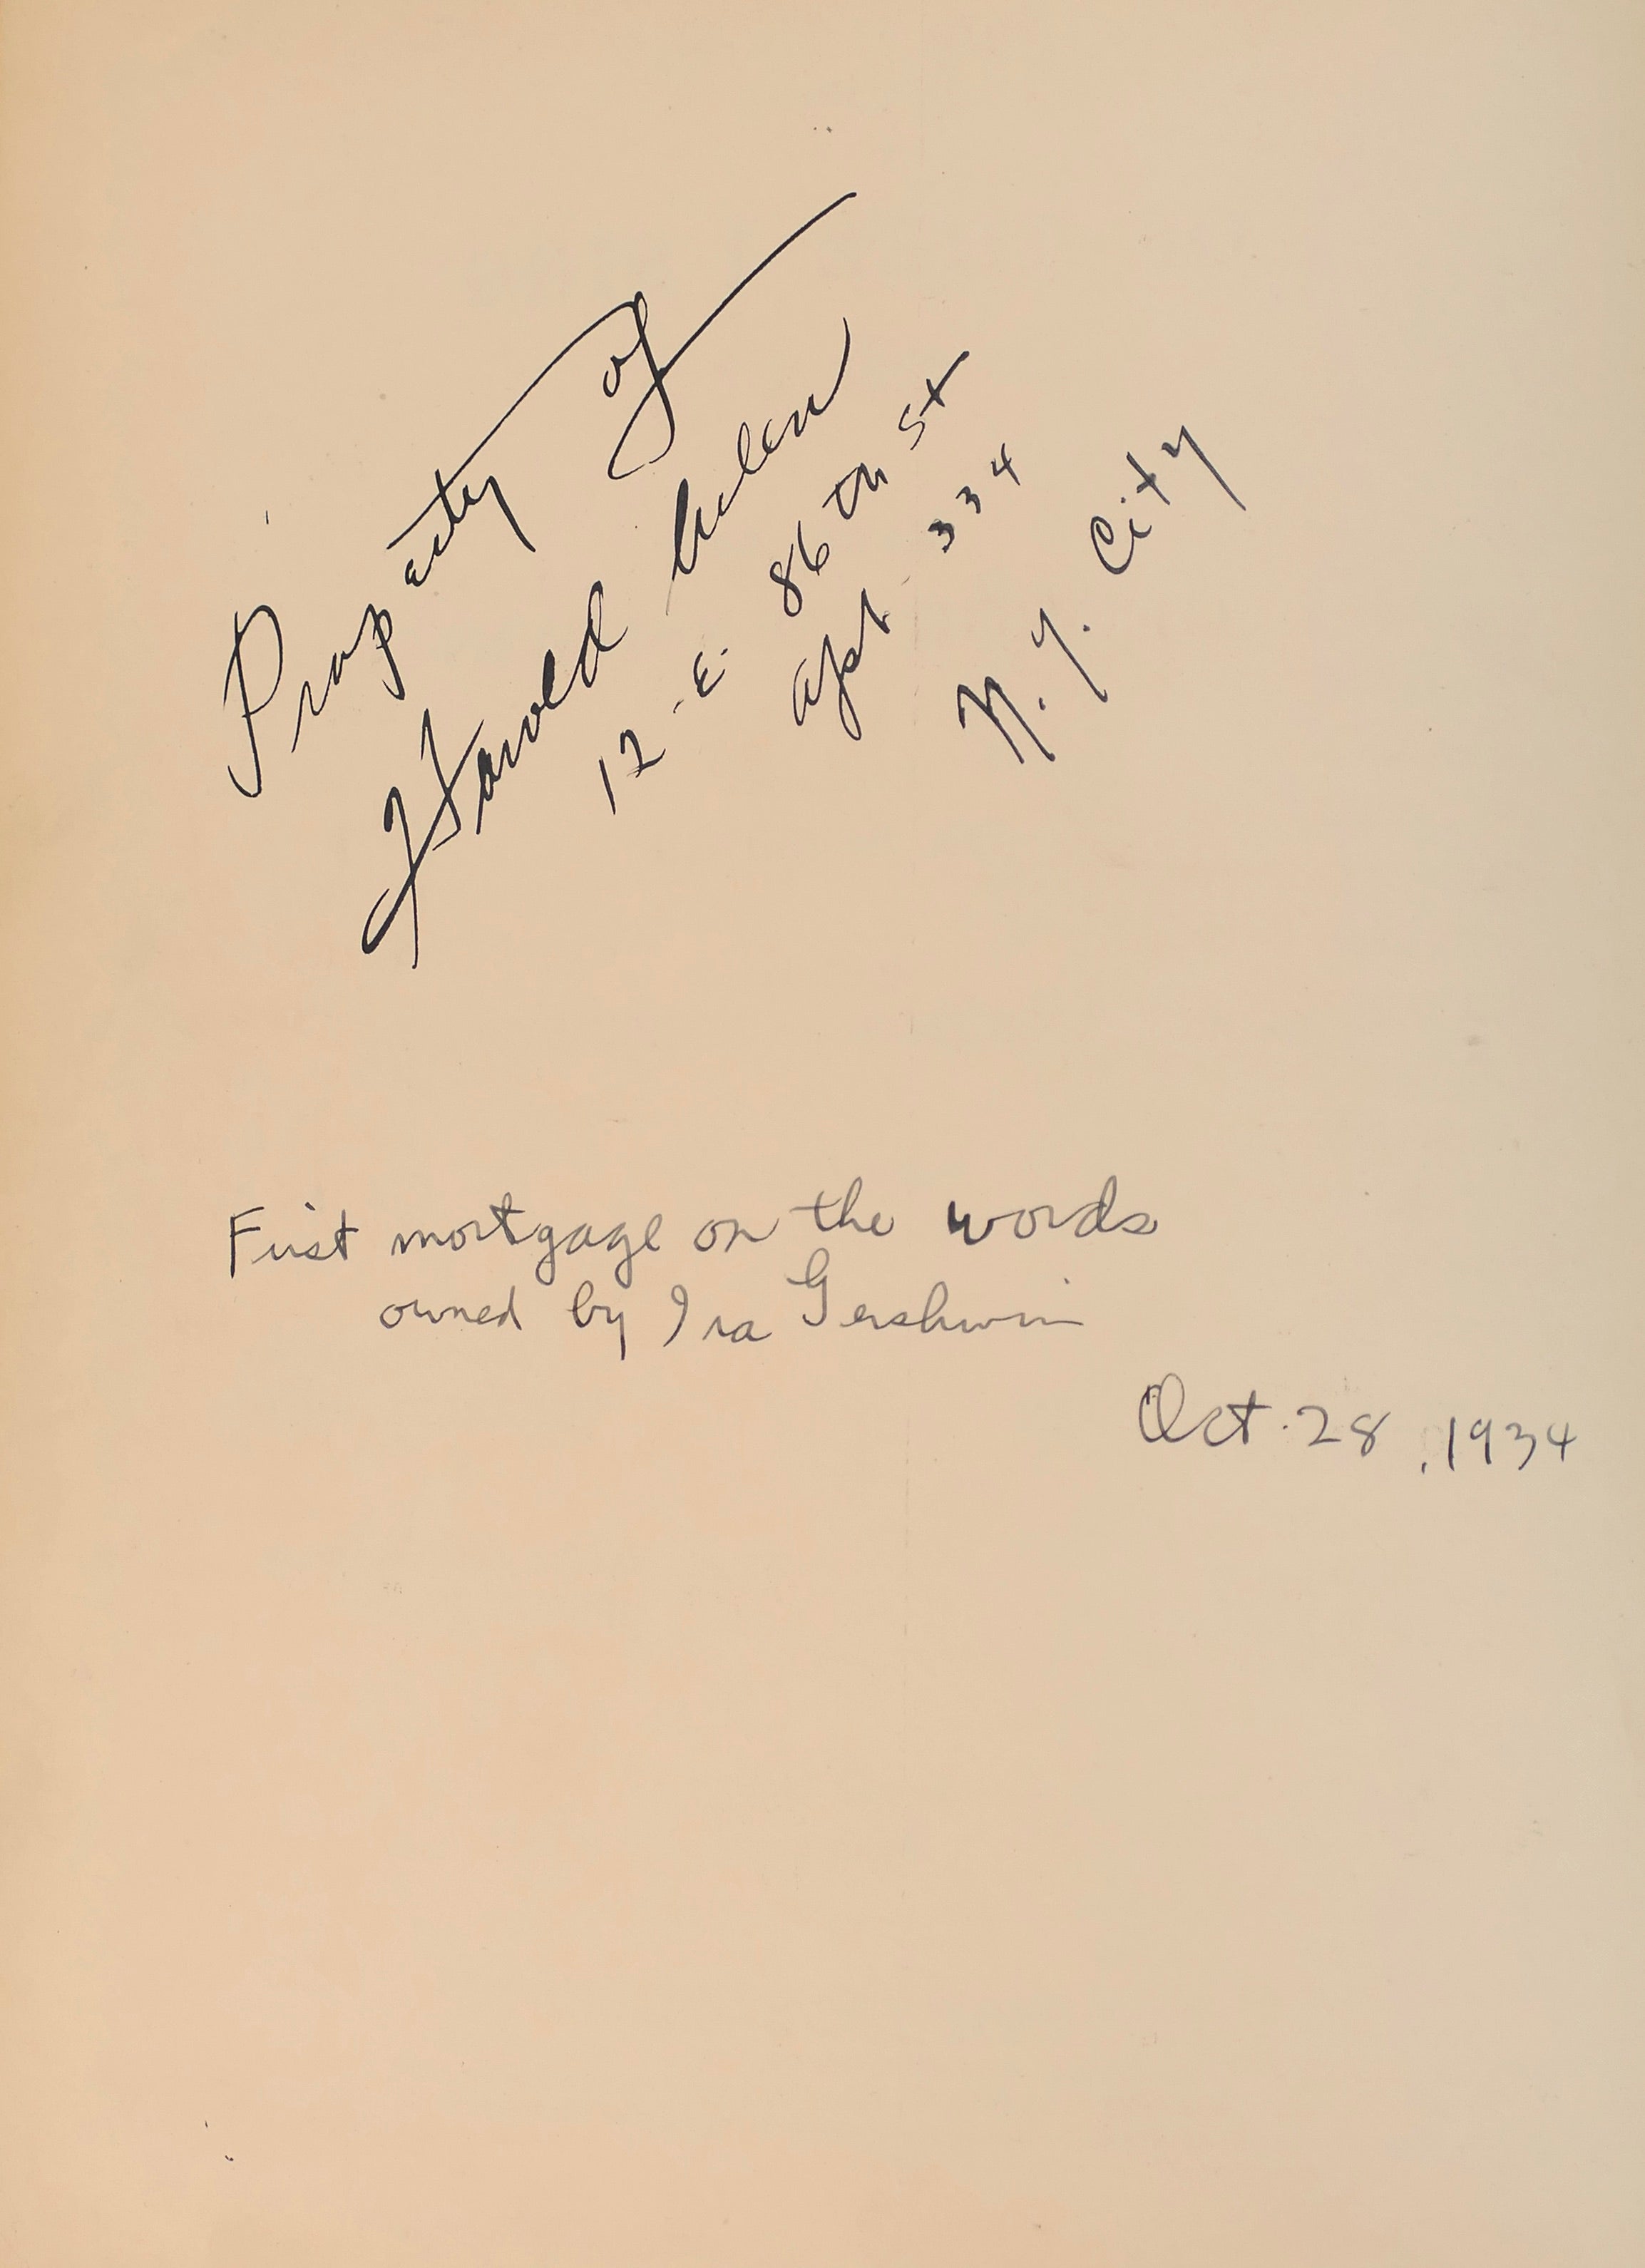 Property of
Harold Arlen
12 - E. 86th St
Apt. 334
N. Y. City
First mortgage on the words
owned by Ira Gershwin
Oct. 28, 1934